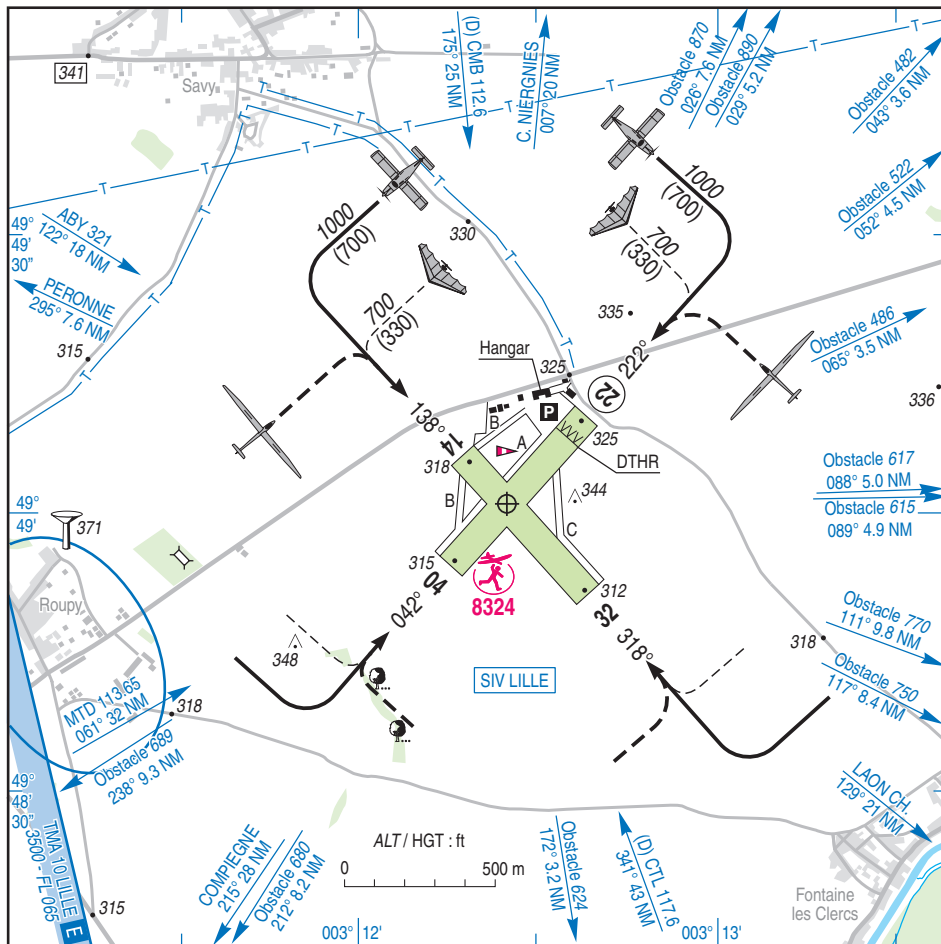 341
Savy
(D) CMB 112.6
175° 25 NM
C. NIERGNIES
007° 20 NM
Obstacle 870
026° 7.6 NM
Obstacle 890
029° 5.2 NM
Obstacle 482
043° 3.6 NM
Obstacle 522
052° 4.5 NM
T
T
T
T
T
T
T
T
T
T
T
T
49°
49'
30"
ABY 321
122° 18 NM
PERONNE
295° 7.6 NM
1000
(700)
700
(330)
330
1000
(700)
700
(330)
335
315
Obstacle 486
065° 3.5 NM
336
Hangar
325
222°
22
P
138°
14
B
A
325
DTHR
318
B
344
C
Obstacle 617
088° 5.0 NM
Obstacle 615
089° 4.9 NM
49°
49'
371
Roupy
315
04
042°
8324
312
32
318°
318
Obstacle 770
111° 9.8 NM
Obstacle 750
117° 8.4 NM
348
SIV LILLE
MTD 113.65
061° 32 NM
318
Obstacle 689
238° 9.3 NM
49°
48'
30"
TMA 10 LILLE E
3500 - FL 065
LAON CH.
129° 21 NM
COMPIEGNE
215° 28 NM
Obstacle 680
212° 8.2 NM
ALT / HGT : ft
0 500 m
Obstacle 624
172° 3.2 NM
(D) CTL 117.6
341° 43 NM
Fontaine
les Clercs
315
003° 12'
003° 13'